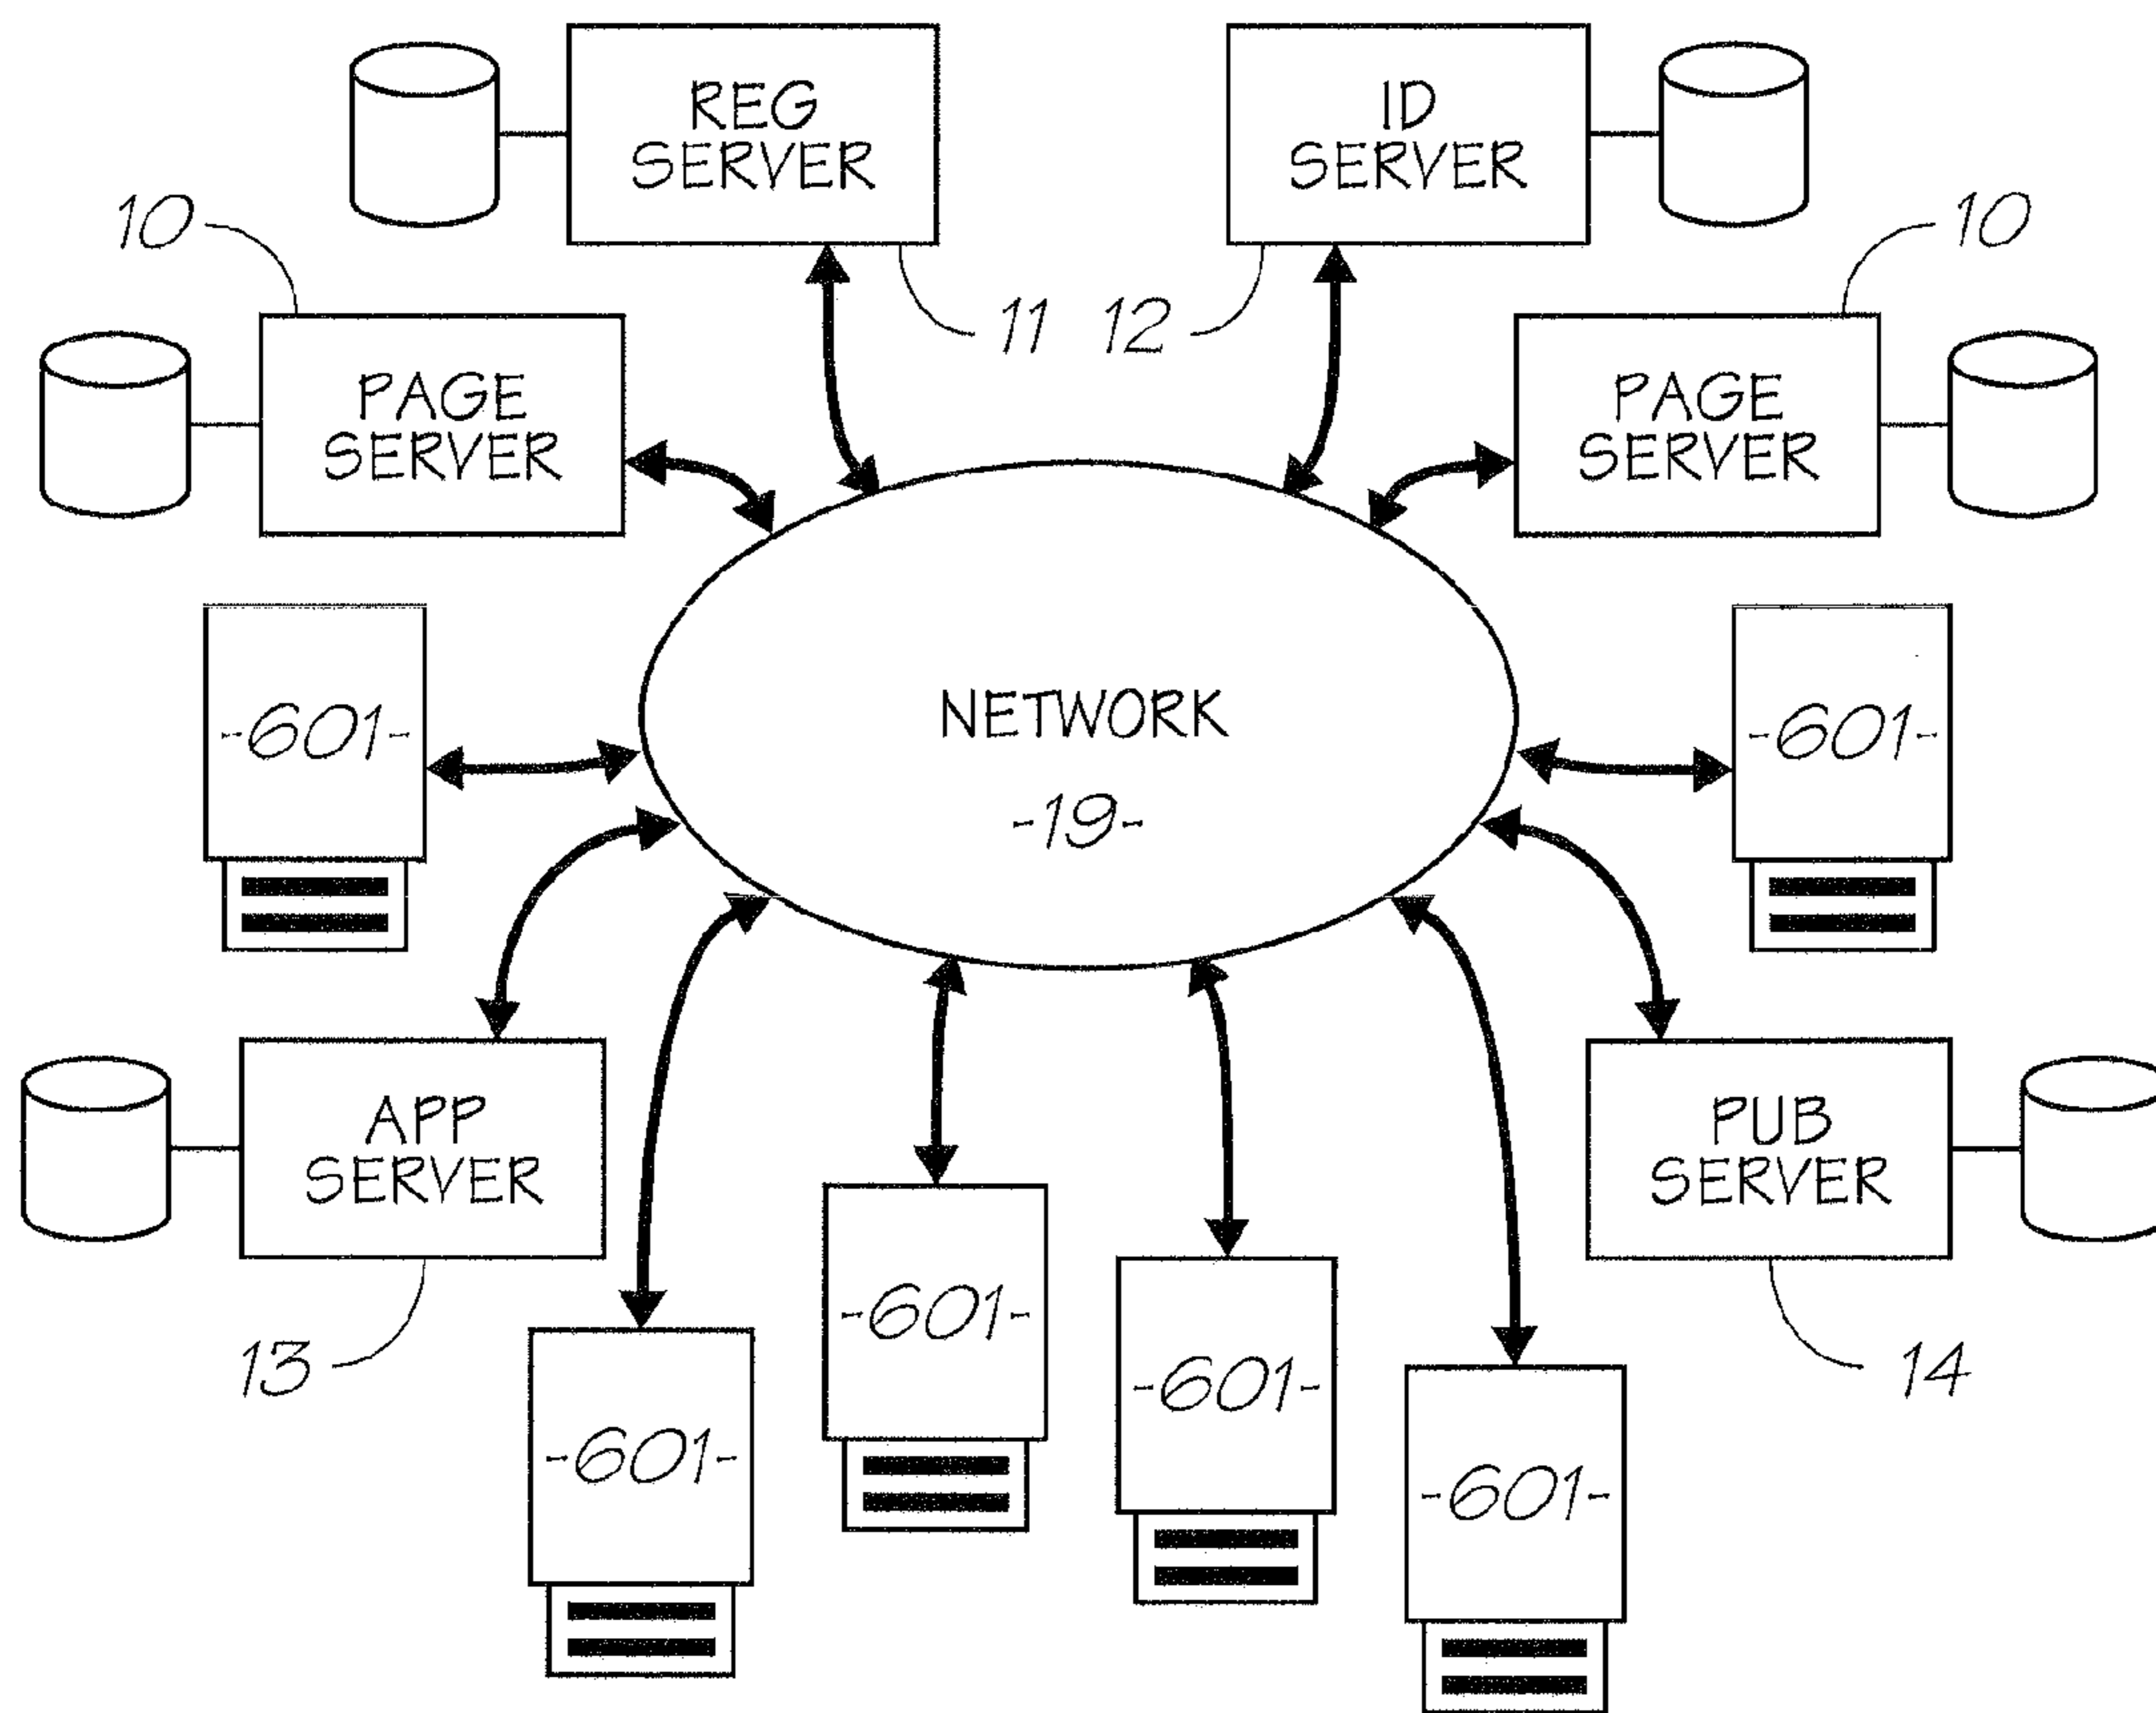 REG
SERVER
ID
SERVER
10
10
11
12
PAGE
SERVER
PAGE
SERVER
-601-
NETWORK
-19-
-601-
APP
SERVER
PUB
SERVER
13
-601-
-601-
-601-
-601-
14